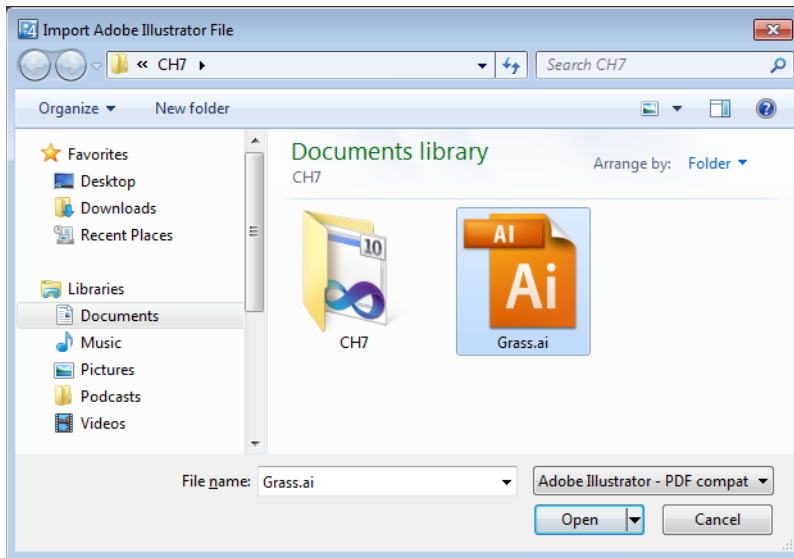 Import Adobe Illustrator File
« CH7
Search CH7
Organize
New folder
Favorites
Desktop
Downloads
Recent Places
Libraries
Documents
Music
Pictures
Podcasts
Videos
Documents library
CH7
Arrange by: Folder
10
CH7
AI
Ai
Grass.ai
File name: Grass.ai
Adobe Illustrator - PDF compat
Open
Cancel